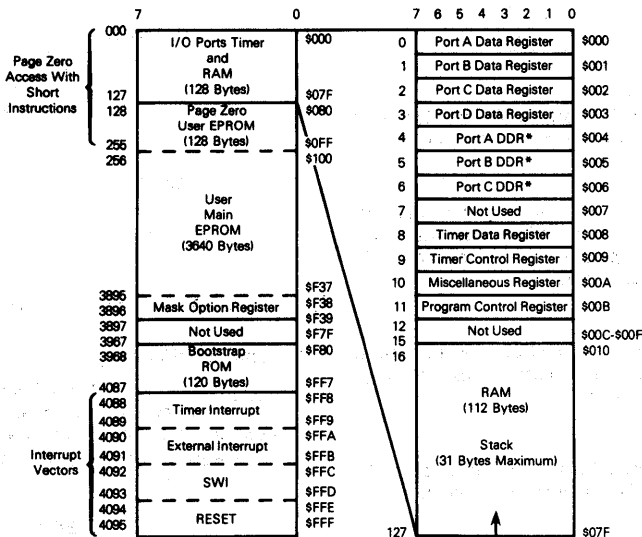 7 0
000
I/O Ports Timer
and
RAM
(128 Bytes)
$000
Page Zero
Access With
Short
Instructions
127
$07F
128
Page Zero
User EPROM
(128 Bytes)
$080
255
$0FF
256
$100
User
Main
EPROM
(3640 Bytes)
3895
$F37
3896
Mask Option Register
$F38
3897
Not Used
$F39
3967
$F7F
3968
Bootstrap
ROM
(120 Bytes)
$F80
4087
$FF7
4088
Timer Interrupt
$FF8
4089
$FF9
4090
External Interrupt
$FFA
4091
$FFB
Interrupt
Vectors
4092
SWI
$FFC
4093
$FFD
4094
RESET
$FFE
4095
$FFF
7 6 5 4 3 2 1 0
0 Port A Data Register $000
1 Port B Data Register $001
2 Port C Data Register $002
3 Port D Data Register $003
4 Port A DDR* $004
5 Port B DDR* $005
6 Port C DDR* $006
7 Not Used $007
8 Timer Data Register $008
9 Timer Control Register $009
10 Miscellaneous Register $00A
11 Program Control Register $00B
12
15
Not Used
$00C-$00F
16
$010
RAM
(112 Bytes)
Stack
(31 Bytes Maximum)
127
$07F